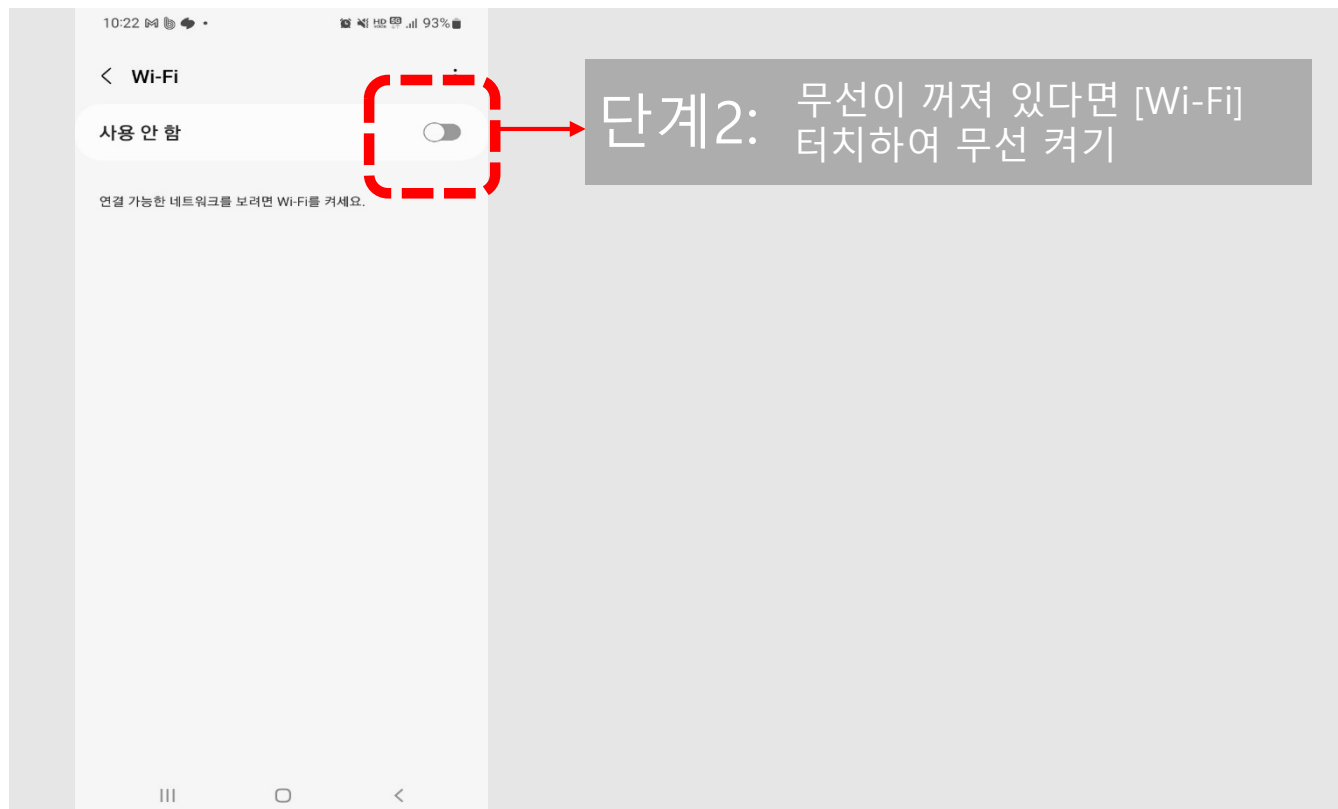 10:22
93%
Wi-Fi
사용 안 함
연결 가능한 네트워크를 보려면 Wi-Fi를 켜세요.
단계2:
무선이 꺼져 있다면 [Wi-Fi]
터치하여 무선 켜기